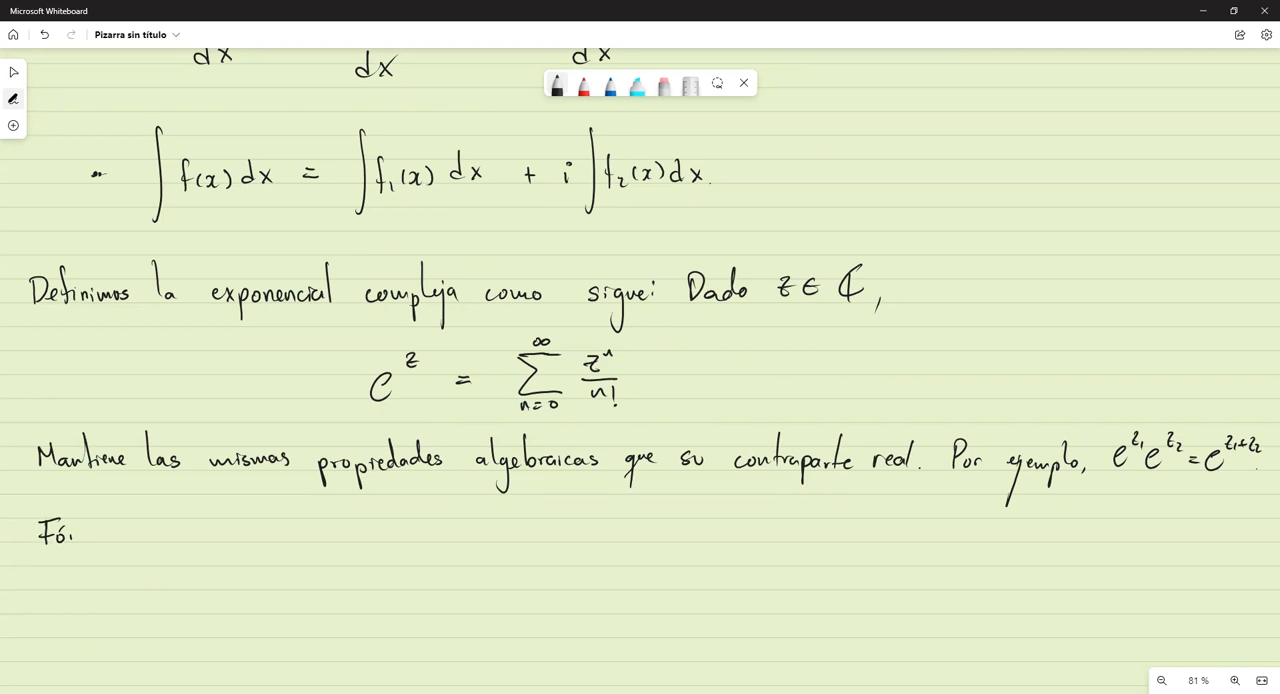 Microsoft Whiteboard
Pizarra sin título
dx dx dx
- ∫ f(x) dx = ∫ f₁(x) dx + i ∫ f₂(x) dx.
Definimos la exponencial compleja como sigue: Dado z ∈ ℂ,
e^z = ∑_{n=0}^{∞} z^n/n!
Mantiene las mismas propiedades algebraicas que su contraparte real. Por ejemplo, e^{z₁} e^{z₂} = e^{z₁+z₂}.
Fó
81 %